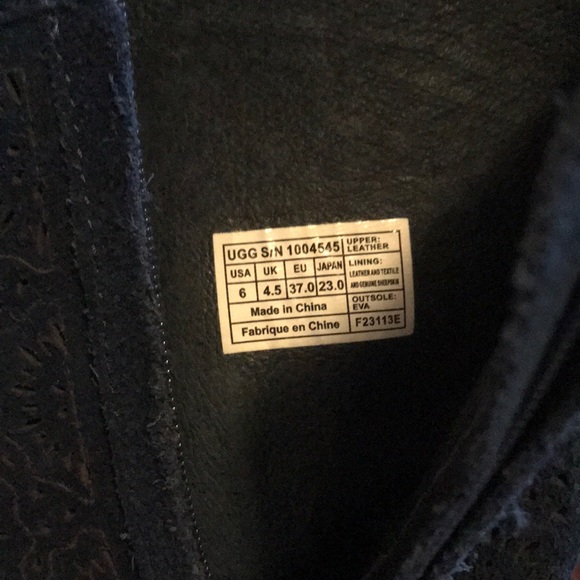 UGG S/N 1004545
USA UK EU JAPAN
6 4.5 37.0 23.0
Made in China
Fabrique en Chine
UPPER:
LEATHER
LINING:
LEATHER AND TEXTILE
AND GENUINE SHEEPSKIN
OUTSOLE:
EVA
F23113E